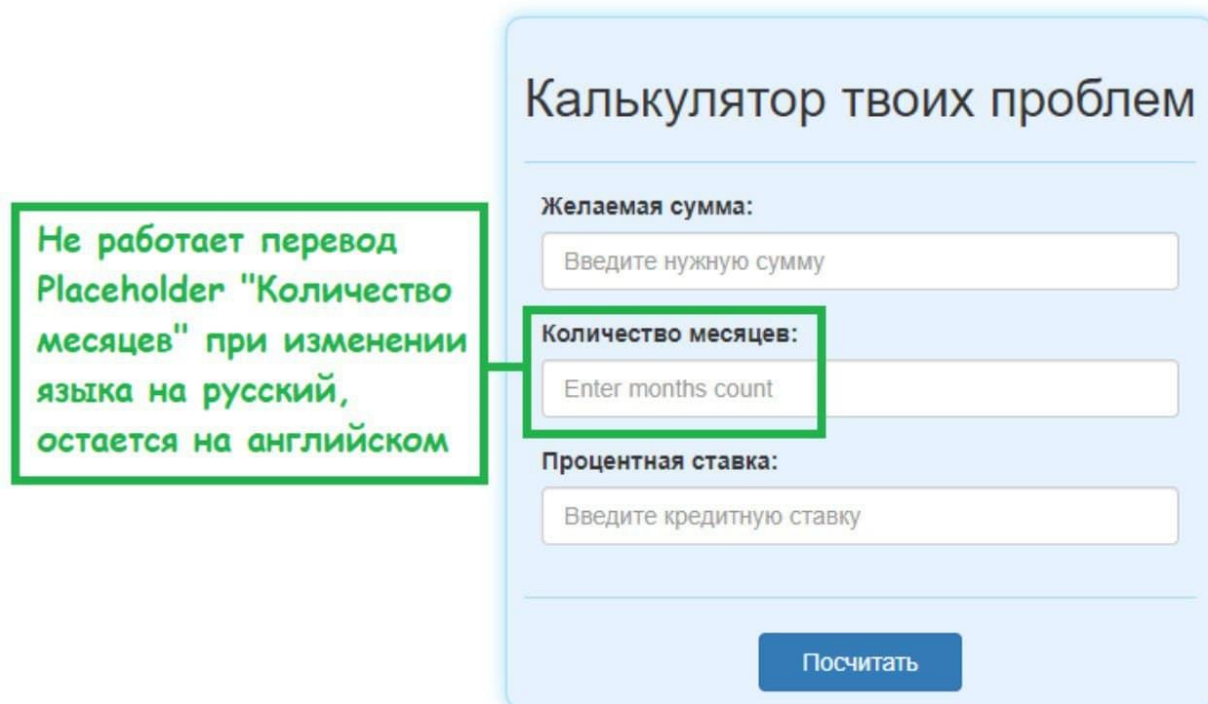 Калькулятор твоих проблем
Не работает перевод
Placeholder "Количество
месяцев" при изменении
языка на русский,
остается на английском
Желаемая сумма:
Введите нужную сумму
Количество месяцев:
Enter months count
Процентная ставка:
Введите кредитную ставку
Посчитать